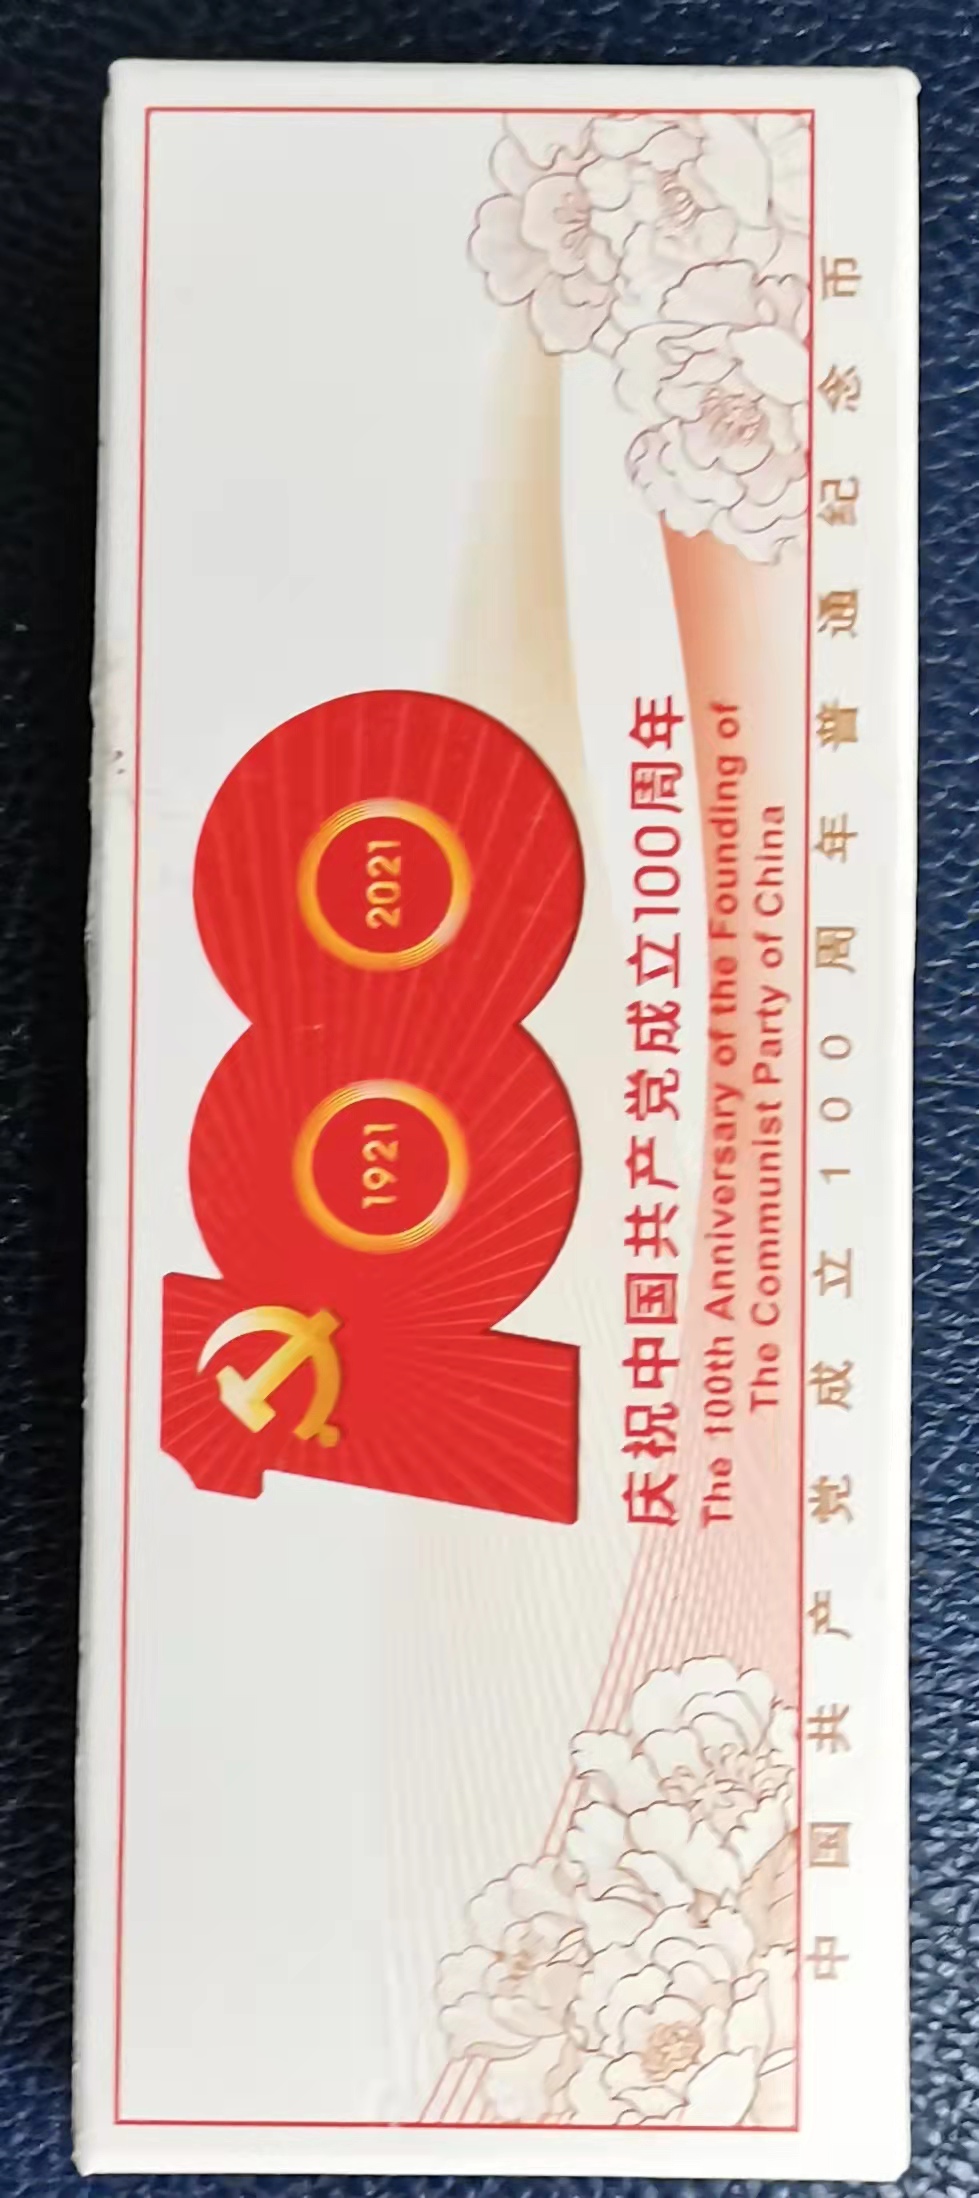 100
1921
2021
庆祝中国共产党成立100周年
The 100th Anniversary of the Founding of
The Communist Party of China
中国共产党成立100周年普通纪念币